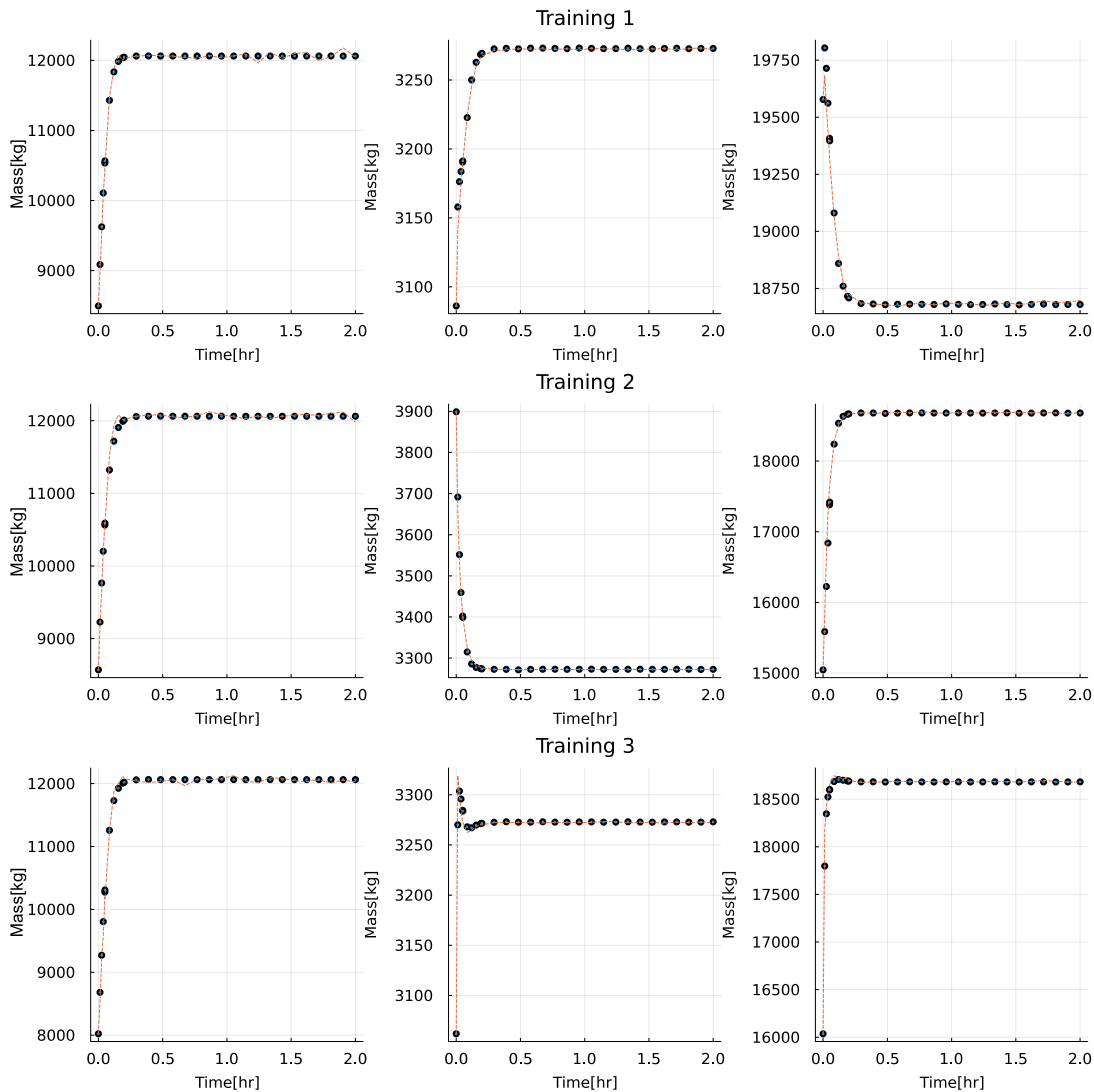 Training 1
Mass[kg]
12000
11000
10000
9000
0.0 0.5 1.0 1.5 2.0
Time[hr]
Mass[kg]
3250
3200
3150
3100
0.0 0.5 1.0 1.5 2.0
Time[hr]
Mass[kg]
19750
19500
19250
19000
18750
0.0 0.5 1.0 1.5 2.0
Time[hr]
Training 2
Mass[kg]
12000
11000
10000
9000
0.0 0.5 1.0 1.5 2.0
Time[hr]
Mass[kg]
3900
3800
3700
3600
3500
3400
3300
0.0 0.5 1.0 1.5 2.0
Time[hr]
Mass[kg]
18000
17000
16000
15000
0.0 0.5 1.0 1.5 2.0
Time[hr]
Training 3
Mass[kg]
12000
11000
10000
9000
8000
0.0 0.5 1.0 1.5 2.0
Time[hr]
Mass[kg]
3300
3250
3200
3150
3100
0.0 0.5 1.0 1.5 2.0
Time[hr]
Mass[kg]
18500
18000
17500
17000
16500
16000
0.0 0.5 1.0 1.5 2.0
Time[hr]